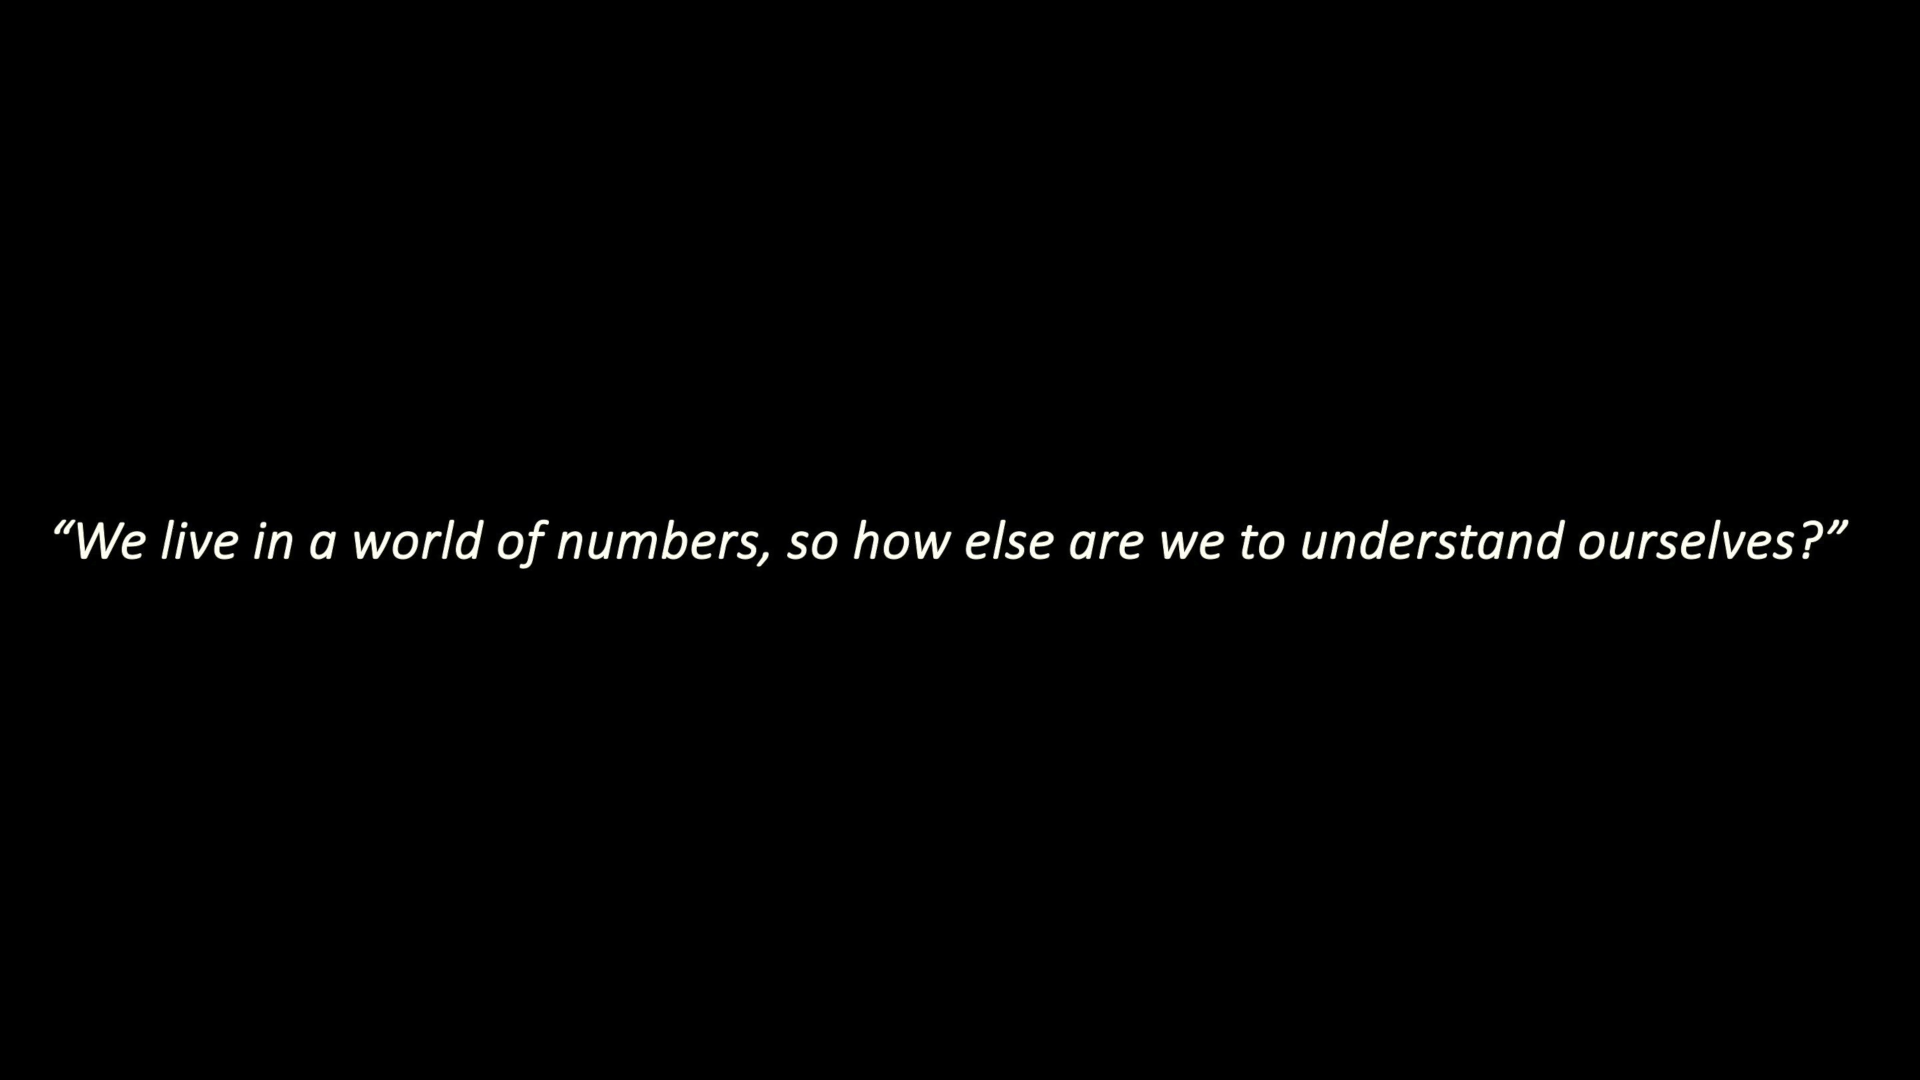 “We live in a world of numbers, so how else are we to understand ourselves?”